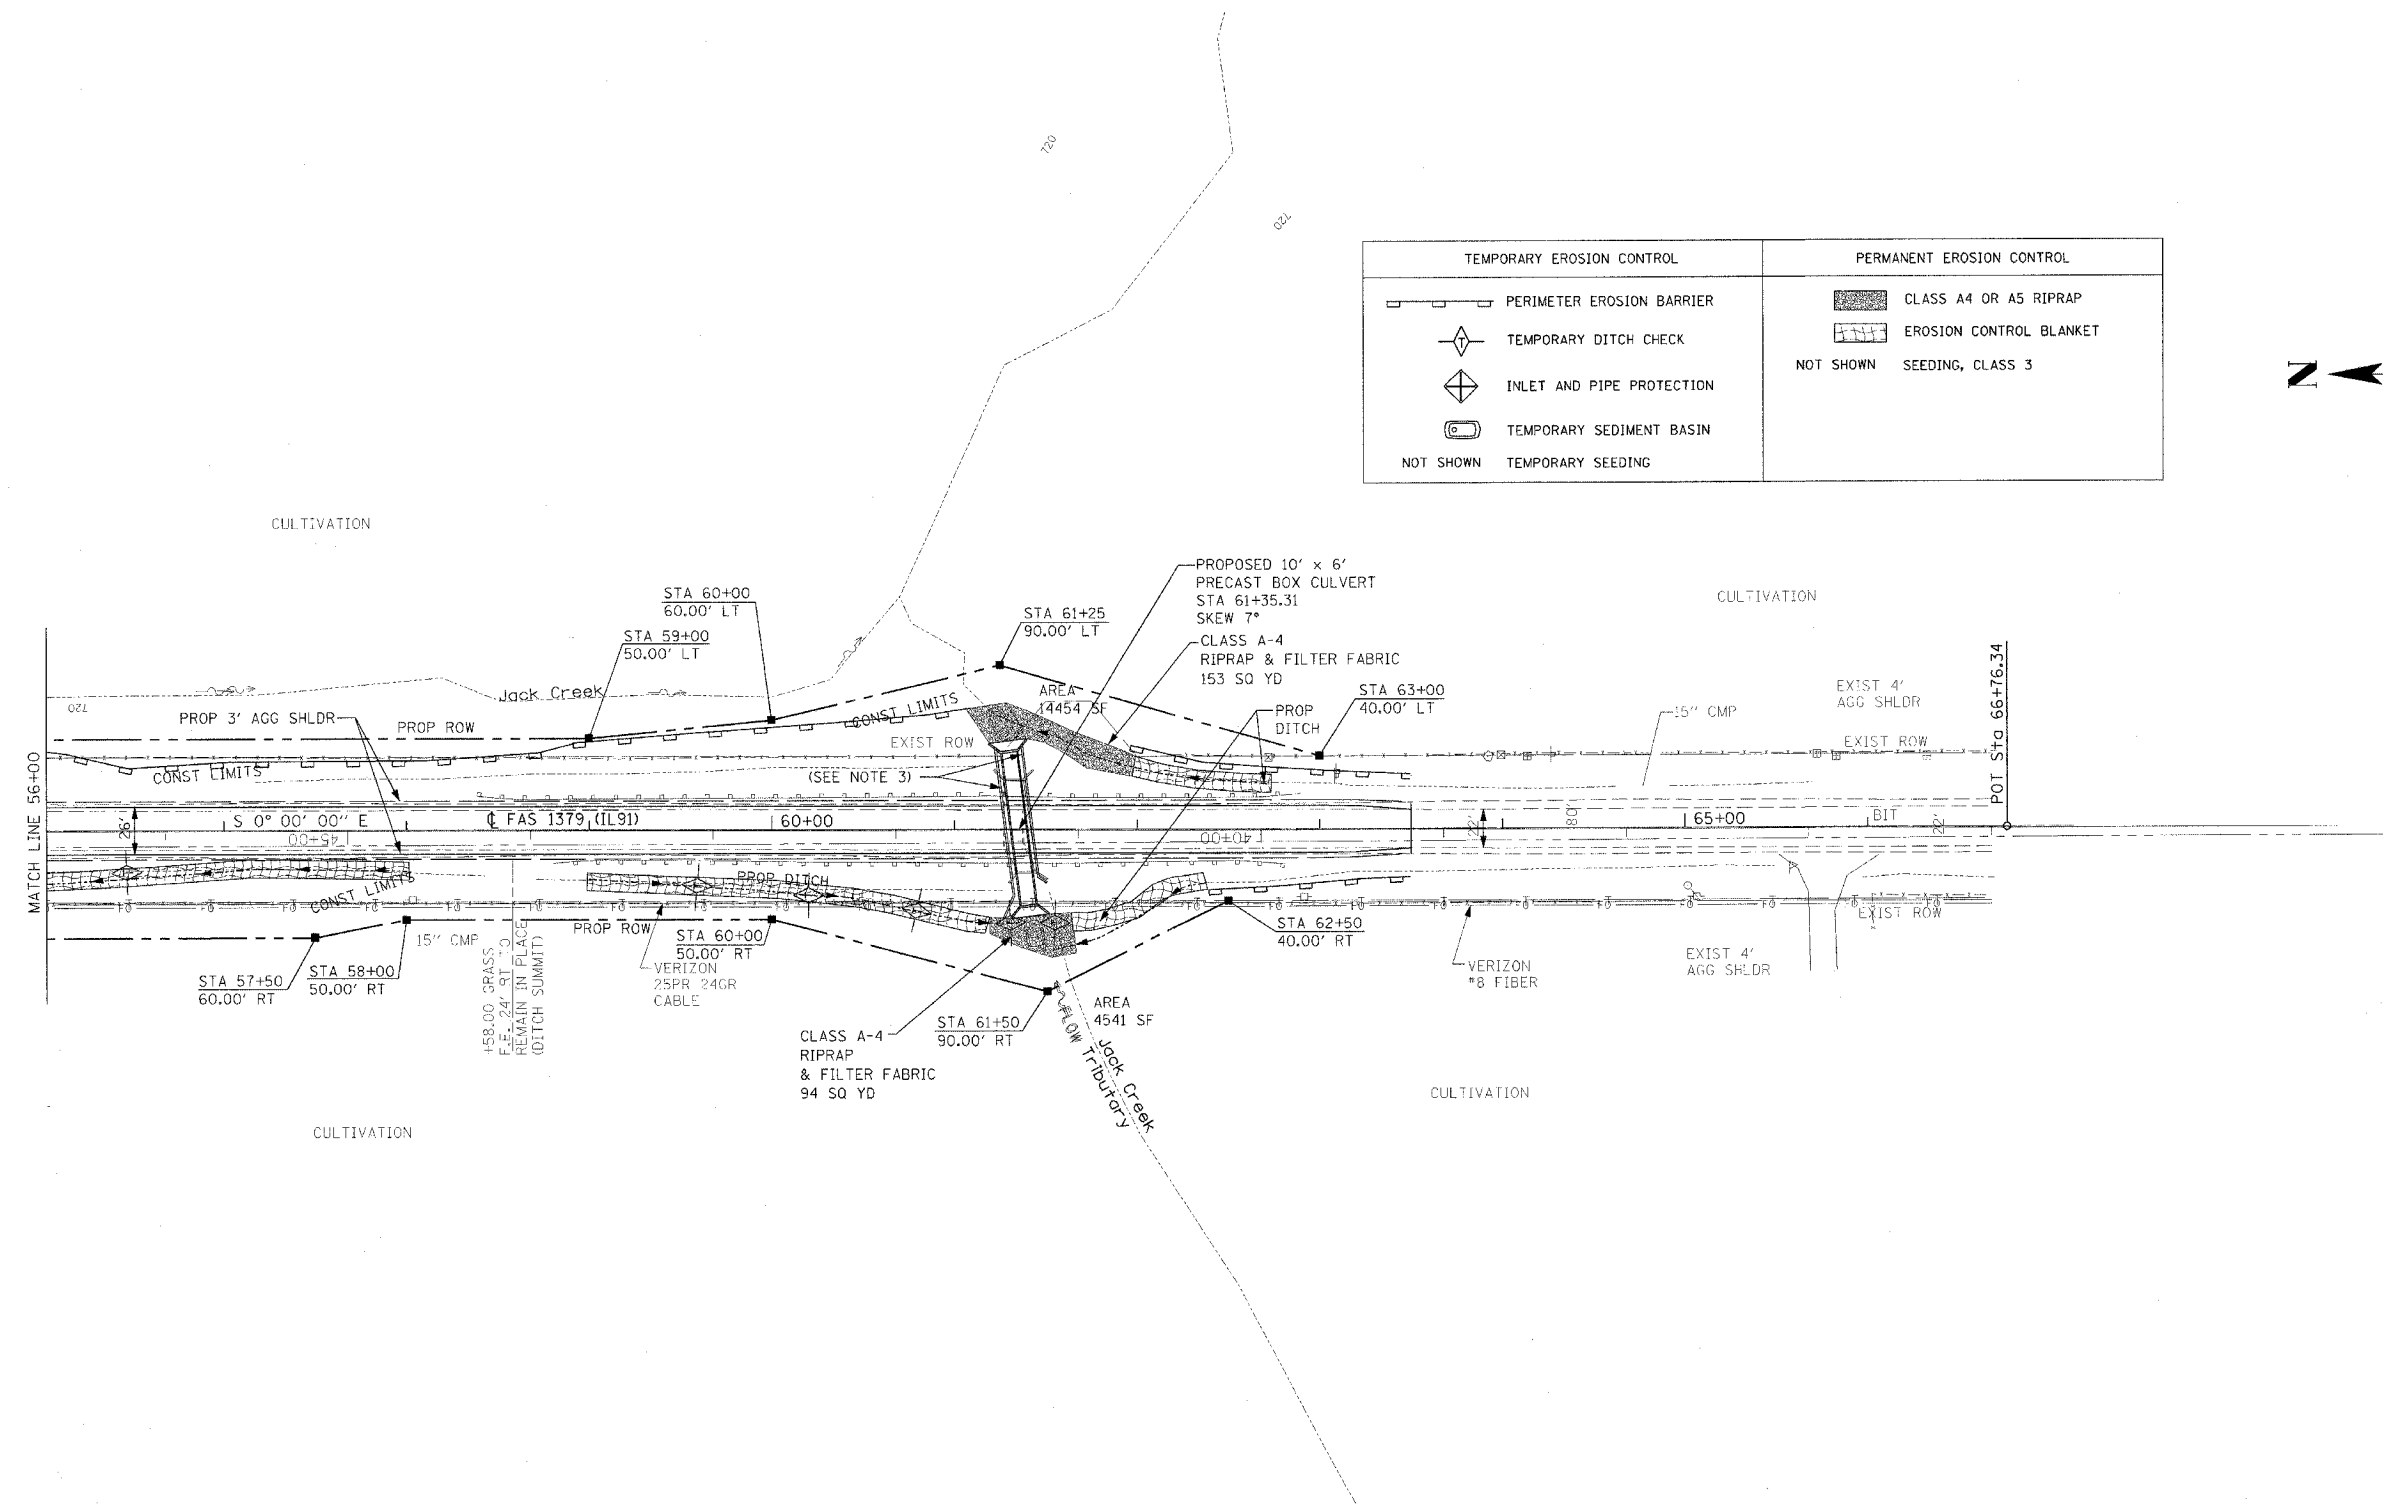 720
720
TEMPORARY EROSION CONTROL
PERMANENT EROSION CONTROL
PERIMETER EROSION BARRIER
T
TEMPORARY DITCH CHECK
INLET AND PIPE PROTECTION
TEMPORARY SEDIMENT BASIN
NOT SHOWN TEMPORARY SEEDING
CLASS A4 OR A5 RIPRAP
EROSION CONTROL BLANKET
NOT SHOWN SEEDING, CLASS 3
N
CULTIVATION
CULTIVATION
PROPOSED 10' x 6'
PRECAST BOX CULVERT
STA 61+35.31
SKEW 7°
CLASS A-4
RIPRAP & FILTER FABRIC
153 SQ YD
STA 60+00
60.00' LT
STA 59+00
50.00' LT
STA 61+25
90.00' LT
STA 63+00
40.00' LT
AREA
14454 SF
PROP
DITCH
Jack Creek
720
PROP 3' AGG SHLDR
PROP ROW
CONST LIMITS
EXIST ROW
CONST LIMITS
(SEE NOTE 3)
15" CMP
EXIST 4'
AGG SHLDR
EXIST ROW
POT Sta 66+76.34
MATCH LINE 56+00
26'
S 0° 00' 00" E
℄ FAS 1379 (IL91)
60+00
45+00
140+00
22'
80'
65+00
BIT
22'
PROP DITCH
CONST LIMITS
PROP ROW
15" CMP
STA 57+50
60.00' RT
STA 58+00
50.00' RT
+58.00 GRASS
F.E. 24' RT TO
REMAIN IN PLACE
(DITCH SUMMIT)
STA 60+00
50.00' RT
VERIZON
25PR 24GR
CABLE
CLASS A-4
RIPRAP
& FILTER FABRIC
94 SQ YD
STA 61+50
90.00' RT
AREA
4541 SF
FLOW
Jack Creek
Tributary
STA 62+50
40.00' RT
VERIZON
#8 FIBER
P
EXIST ROW
EXIST 4'
AGG SHLDR
CULTIVATION
CULTIVATION